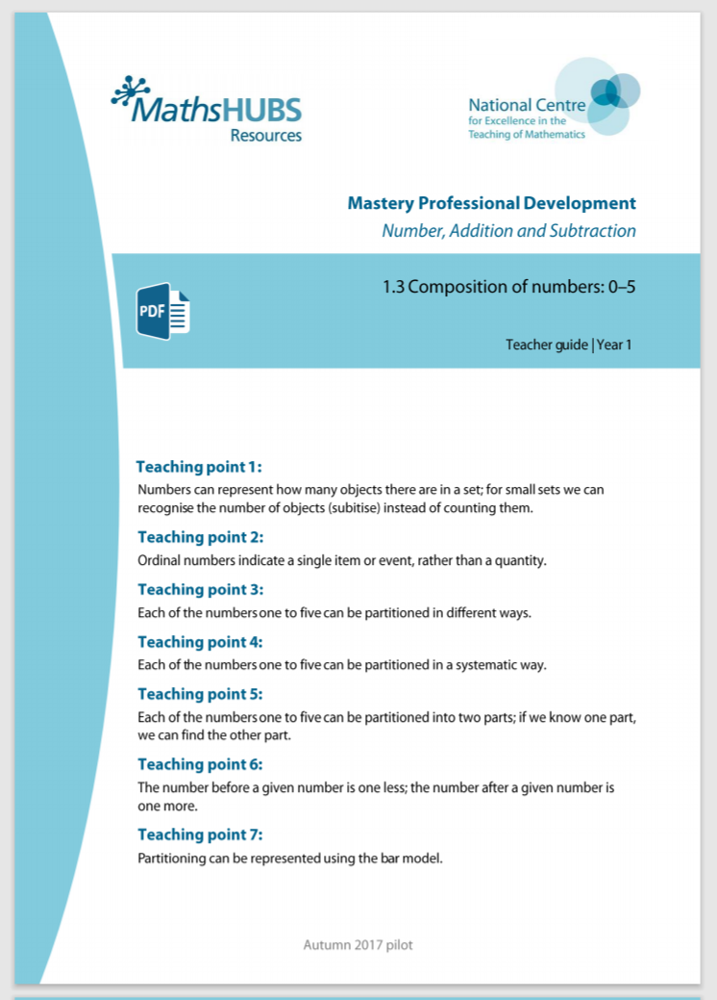 MathsHUBS
Resources
National Centre
for Excellence in the
Teaching of Mathematics
Mastery Professional Development
Number, Addition and Subtraction
1.3 Composition of numbers: 0–5
PDF
Teacher guide | Year 1
Teaching point 1:
Numbers can represent how many objects there are in a set; for small sets we can
recognise the number of objects (subitise) instead of counting them.
Teaching point 2:
Ordinal numbers indicate a single item or event, rather than a quantity.
Teaching point 3:
Each of the numbers one to five can be partitioned in different ways.
Teaching point 4:
Each of the numbers one to five can be partitioned in a systematic way.
Teaching point 5:
Each of the numbers one to five can be partitioned into two parts; if we know one part,
we can find the other part.
Teaching point 6:
The number before a given number is one less; the number after a given number is
one more.
Teaching point 7:
Partitioning can be represented using the bar model.
Autumn 2017 pilot